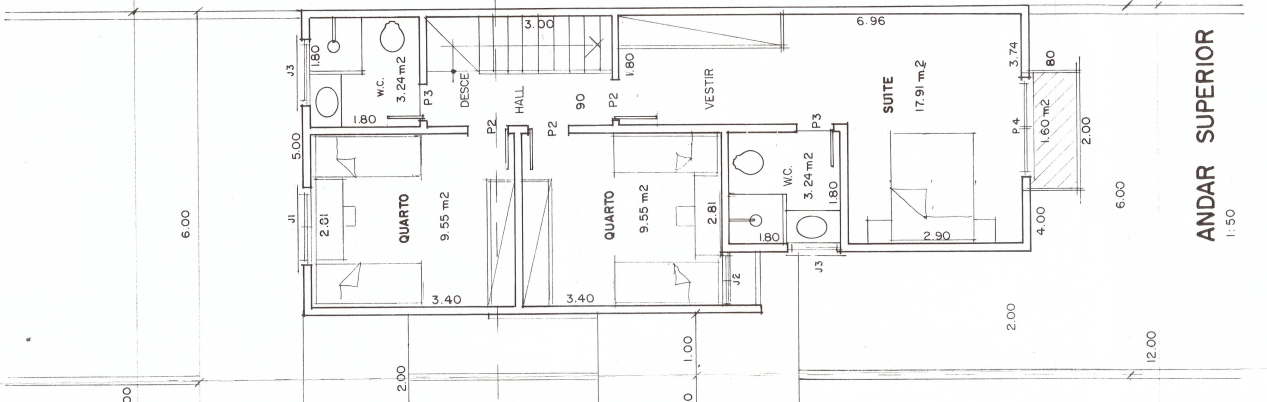 3.00
6.96
1.80
J3
W.C.
3.24 m2
P3
DESCE
HALL
90
P2
1.80
VESTIR
SUITE
17.91 m2
3.74
80
P4
1.60 m2
2.00
1.80
P2
P2
P3
5.00
6.00
J1
2.81
QUARTO
9.55 m2
3.40
QUARTO
9.55 m2
2.81
3.40
W.C.
3.24 m2
1.80
1.80
J2
J3
2.90
4.00
6.00
2.00
1.00
2.00
12.00
ANDAR SUPERIOR
1:50